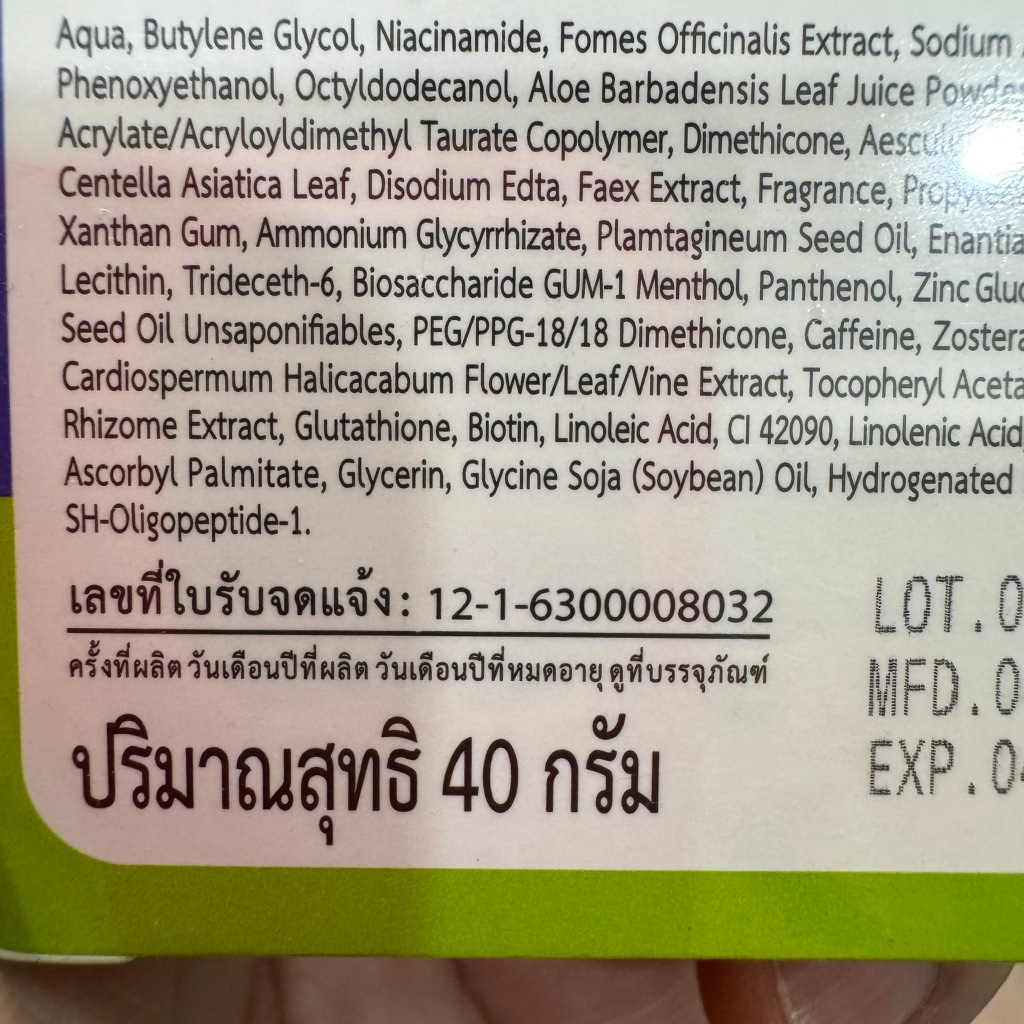 Aqua, Butylene Glycol, Niacinamide, Fomes Officinalis Extract, Sodium
Phenoxyethanol, Octyldodecanol, Aloe Barbadensis Leaf Juice
Acrylate/Acryloyldimethyl Taurate Copolymer, Dimethicone,
Centella Asiatica Leaf, Disodium Edta, Faex Extract, Fragrance,
Xanthan Gum, Ammonium Glycyrrhizate, Plamtagineum Seed Oil,
Lecithin, Trideceth-6, Biosaccharide GUM-1 Menthol, Panthenol, Zinc
Seed Oil Unsaponifiables, PEG/PPG-18/18 Dimethicone, Caffeine,
Cardiospermum Halicacabum Flower/Leaf/Vine Extract, Tocopheryl
Rhizome Extract, Glutathione, Biotin, Linoleic Acid, CI 42090, Linolenic Acid
Ascorbyl Palmitate, Glycerin, Glycine Soja (Soybean) Oil, Hydrogenated
SH-Oligopeptide-1.
เลขที่ใบรับจดแจ้ง : 12-1-6300008032
ครั้งที่ผลิต วันเดือนปีที่ผลิต วันเดือนปีที่หมดอายุ ดูที่บรรจุภัณฑ์
ปริมาณสุทธิ 40 กรัม
LOT.
MFD.
EXP.